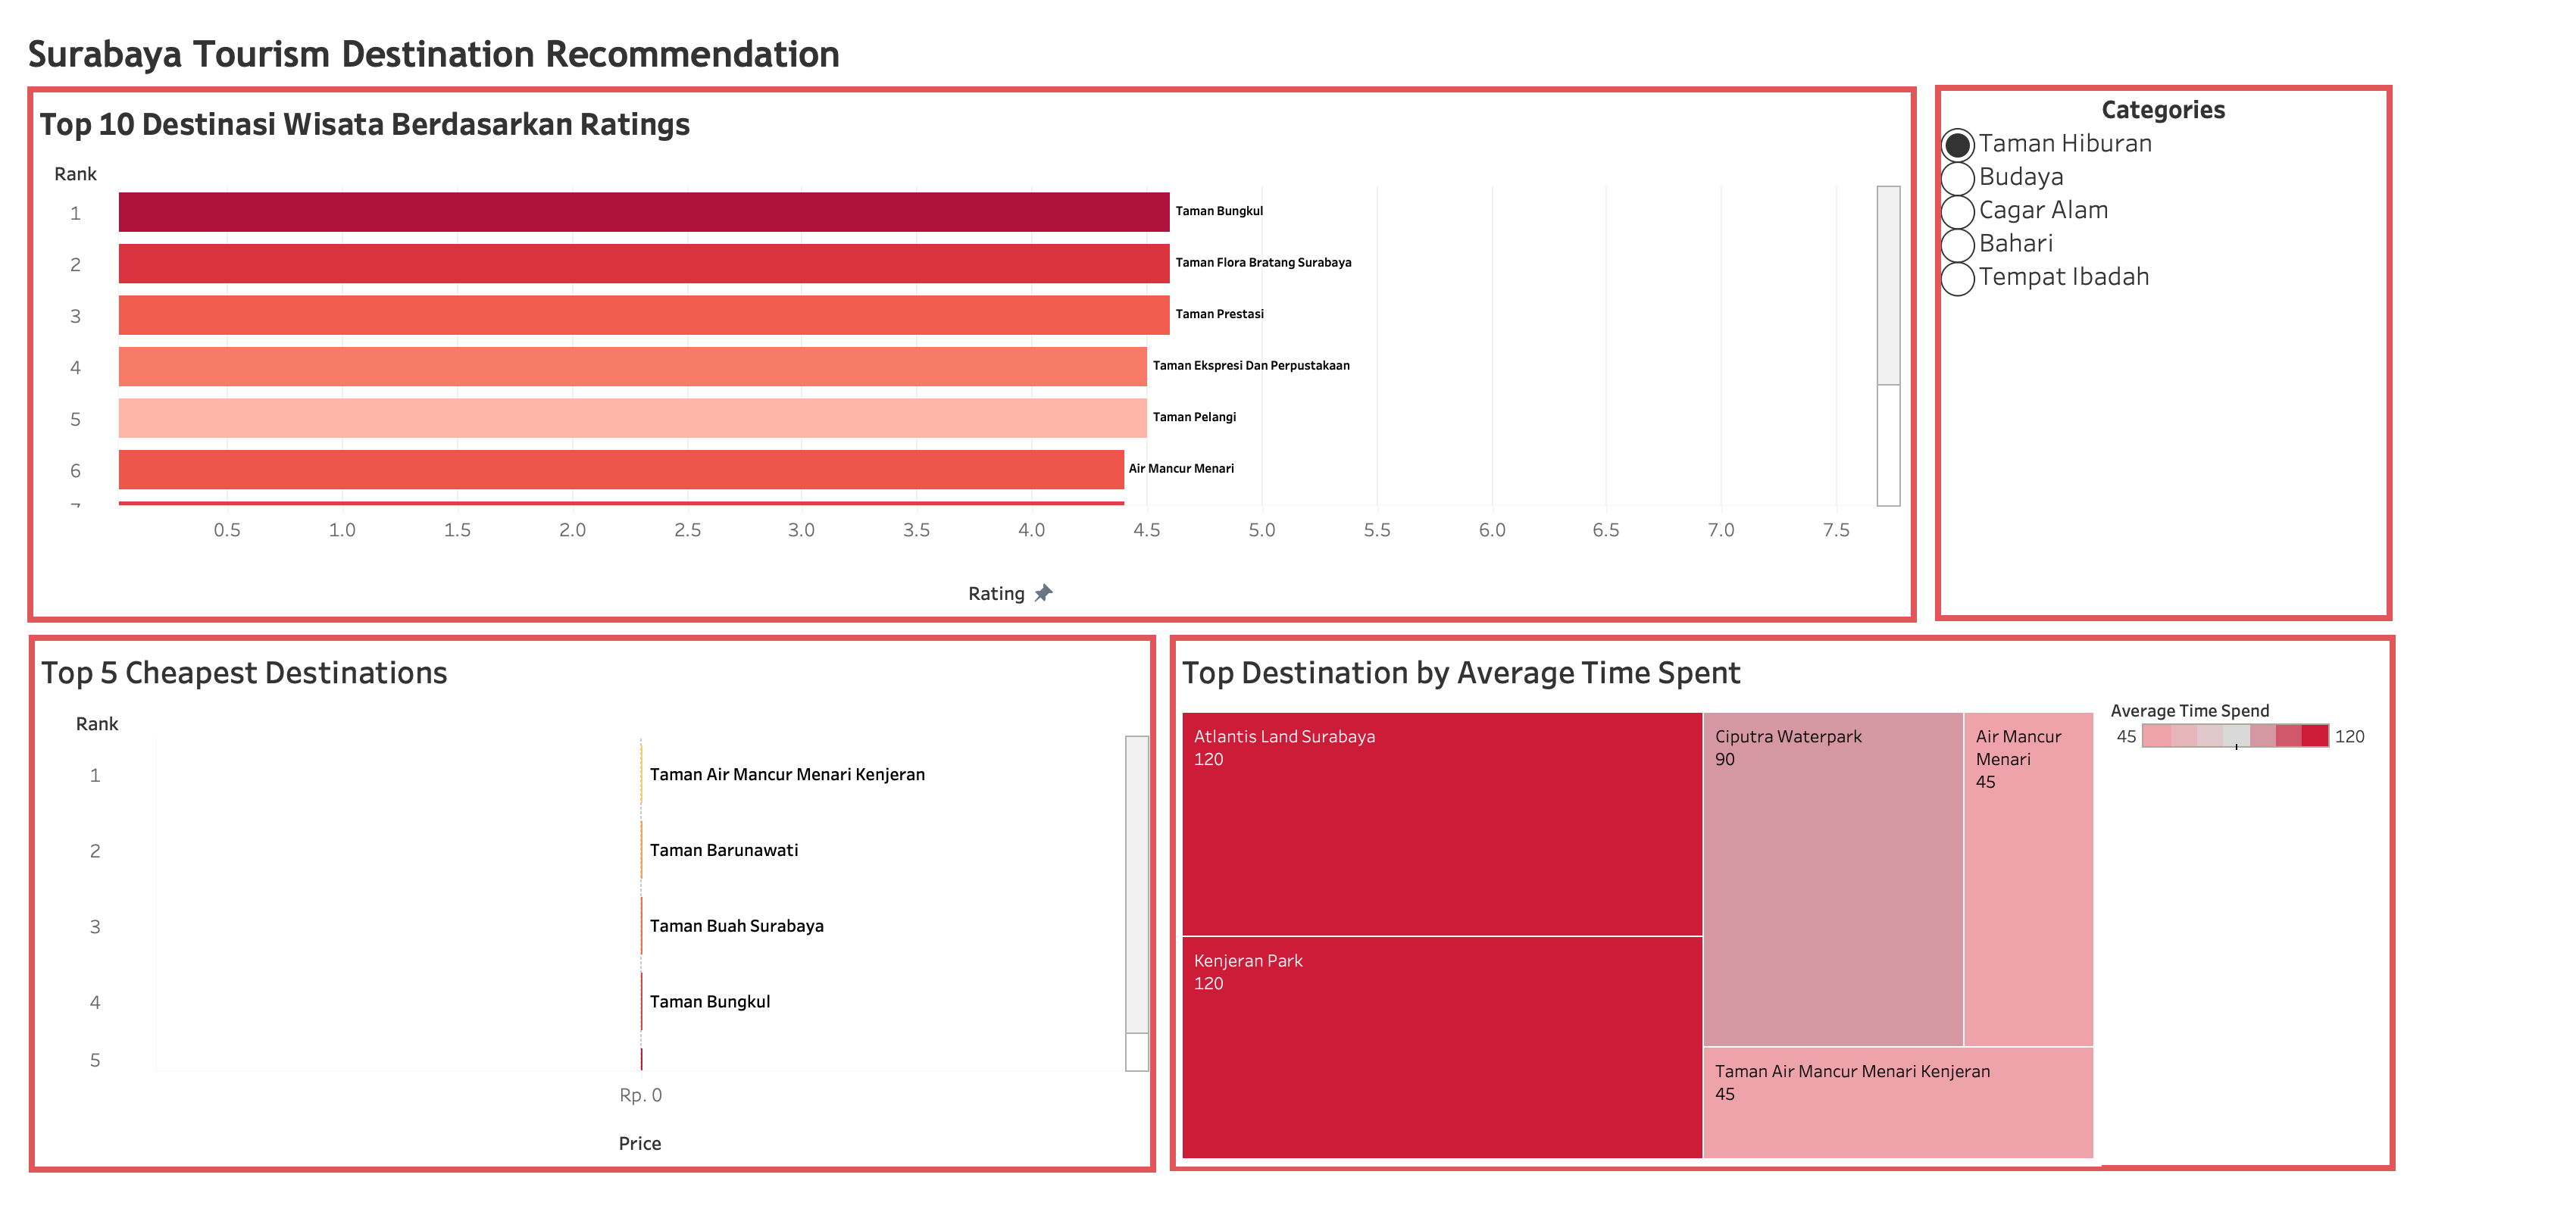 Surabaya Tourism Destination Recommendation
Top 10 Destinasi Wisata Berdasarkan Ratings
Rank
1
Taman Bungkul
2
Taman Flora Bratang Surabaya
3
Taman Prestasi
4
Taman Ekspresi Dan Perpustakaan
5
Taman Pelangi
6
Air Mancur Menari
0.5 1.0 1.5 2.0 2.5 3.0 3.5 4.0 4.5 5.0 5.5 6.0 6.5 7.0 7.5
Rating
Categories
Taman Hiburan
Budaya
Cagar Alam
Bahari
Tempat Ibadah
Top 5 Cheapest Destinations
Rank
1
Taman Air Mancur Menari Kenjeran
2
Taman Barunawati
3
Taman Buah Surabaya
4
Taman Bungkul
5
Rp. 0
Price
Top Destination by Average Time Spent
Atlantis Land Surabaya
120
Kenjeran Park
120
Ciputra Waterpark
90
Air Mancur
Menari
45
Taman Air Mancur Menari Kenjeran
45
Average Time Spend
45 120